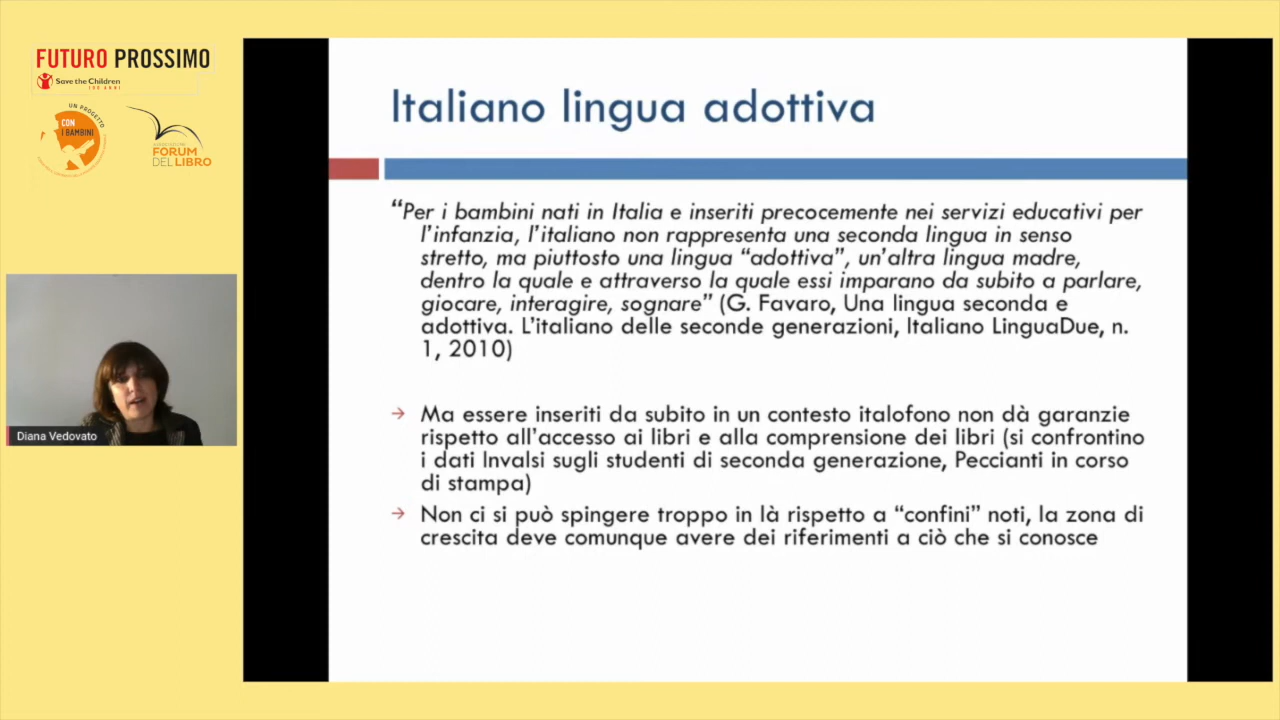 FUTURO PROSSIMO
Save the Children
100 ANNI
UN PROGETTO
CON
I BAMBINI
ASSOCIAZIONE
FORUM
DEL LIBRO
Diana Vedovato
Italiano lingua adottiva
“Per i bambini nati in Italia e inseriti precocemente nei servizi educativi per
l’infanzia, l’italiano non rappresenta una seconda lingua in senso
stretto, ma piuttosto una lingua “adottiva”, un’altra lingua madre,
dentro la quale e attraverso la quale essi imparano da subito a parlare,
giocare, interagire, sognare” (G. Favaro, Una lingua seconda e
adottiva. L’italiano delle seconde generazioni, Italiano LinguaDue, n.
1, 2010)
→ Ma essere inseriti da subito in un contesto italofono non dà garanzie
rispetto all’accesso ai libri e alla comprensione dei libri (si confrontino
i dati Invalsi sugli studenti di seconda generazione, Peccianti in corso
di stampa)
→ Non ci si può spingere troppo in là rispetto a “confini” noti, la zona di
crescita deve comunque avere dei riferimenti a ciò che si conosce